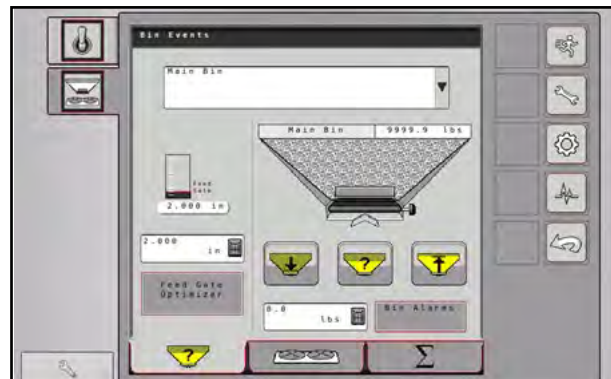 Bin Events
Main Bin
Main Bin 9999.9 lbs
Feed
Gate
2.000 in
2.000
in
?
Feed Gate
Optimizer
0.0
lbs
Bin Alarms
?
Σ